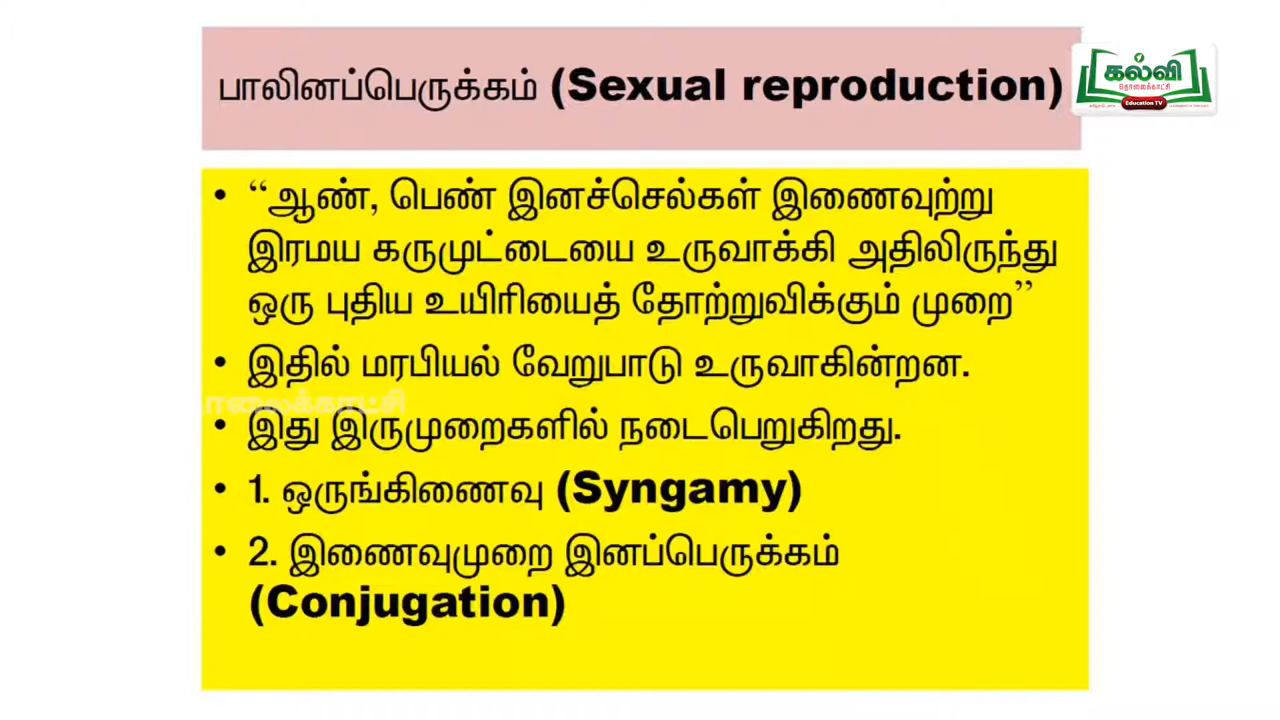 பாலினப்பெருக்கம் (Sexual reproduction)
கல்வி
தொலைக்காட்சி
Education TV
• “ஆண், பெண் இனச்செல்கள் இணைவுற்று
இரமய கருமுட்டையை உருவாக்கி அதிலிருந்து
ஒரு புதிய உயிரியைத் தோற்றுவிக்கும் முறை”
• இதில் மரபியல் வேறுபாடு உருவாகின்றன.
• இது இருமுறைகளில் நடைபெறுகிறது.
• 1. ஒருங்கிணைவு (Syngamy)
• 2. இணைவுமுறை இனப்பெருக்கம்
(Conjugation)